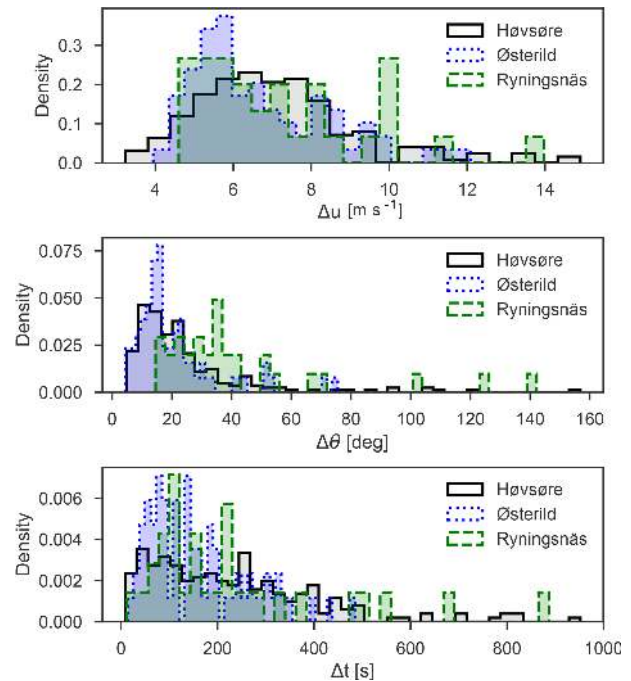 Density
0.3
0.2
0.1
0.0
Høvsøre
Østerild
Ryningsnäs
4 6 8 10 12 14
Δu [m s⁻¹]
Density
0.075
0.050
0.025
0.000
Høvsøre
Østerild
Ryningsnäs
0 20 40 60 80 100 120 140 160
Δθ [deg]
Density
0.006
0.004
0.002
0.000
Høvsøre
Østerild
Ryningsnäs
0 200 400 600 800 1000
Δt [s]